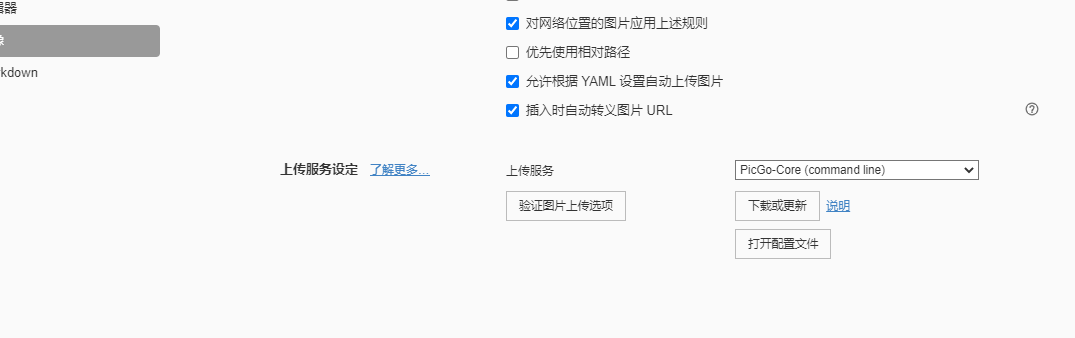 辑器
像
rkdown
对网络位置的图片应用上述规则
优先使用相对路径
允许根据 YAML 设置自动上传图片
插入时自动转义图片 URL
上传服务设定 了解更多...
上传服务 PicGo-Core (command line)
验证图片上传选项 下载或更新 说明
打开配置文件